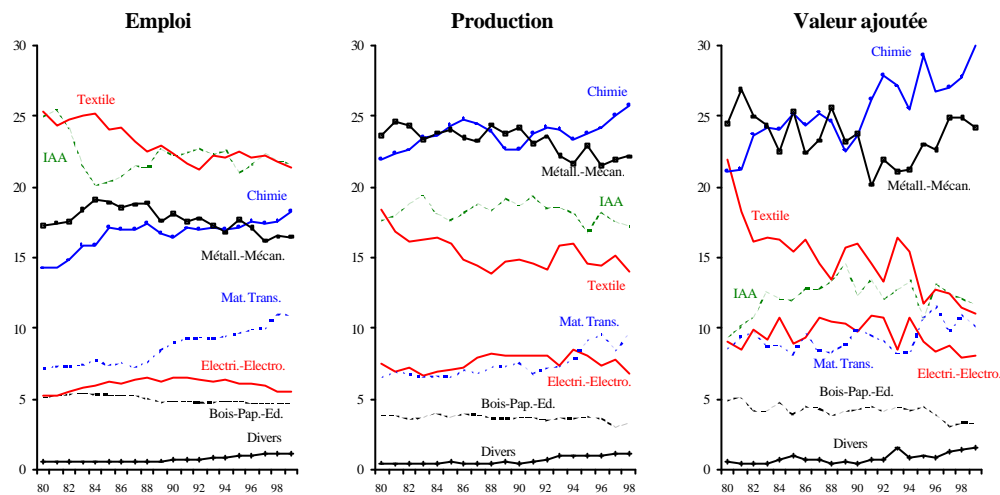 Emploi
30
25
20
15
10
5
0
Textile
IAA
Chimie
Métall.-Mécan.
Mat. Trans.
Electri.-Electro.
Bois-Pap.-Ed.
Divers
80 82 84 86 88 90 92 94 96 98
Production
30
25
20
15
10
5
0
Chimie
Métall.-Mécan.
IAA
Textile
Mat. Trans.
Electri.-Electro.
Bois-Pap.-Ed.
Divers
80 82 84 86 88 90 92 94 96 98
Valeur ajoutée
30
25
20
15
10
5
0
Chimie
Métall.-Mécan.
Textile
IAA
Mat. Trans.
Electri.-Electro.
Bois-Pap.-Ed.
Divers
80 82 84 86 88 90 92 94 96 98